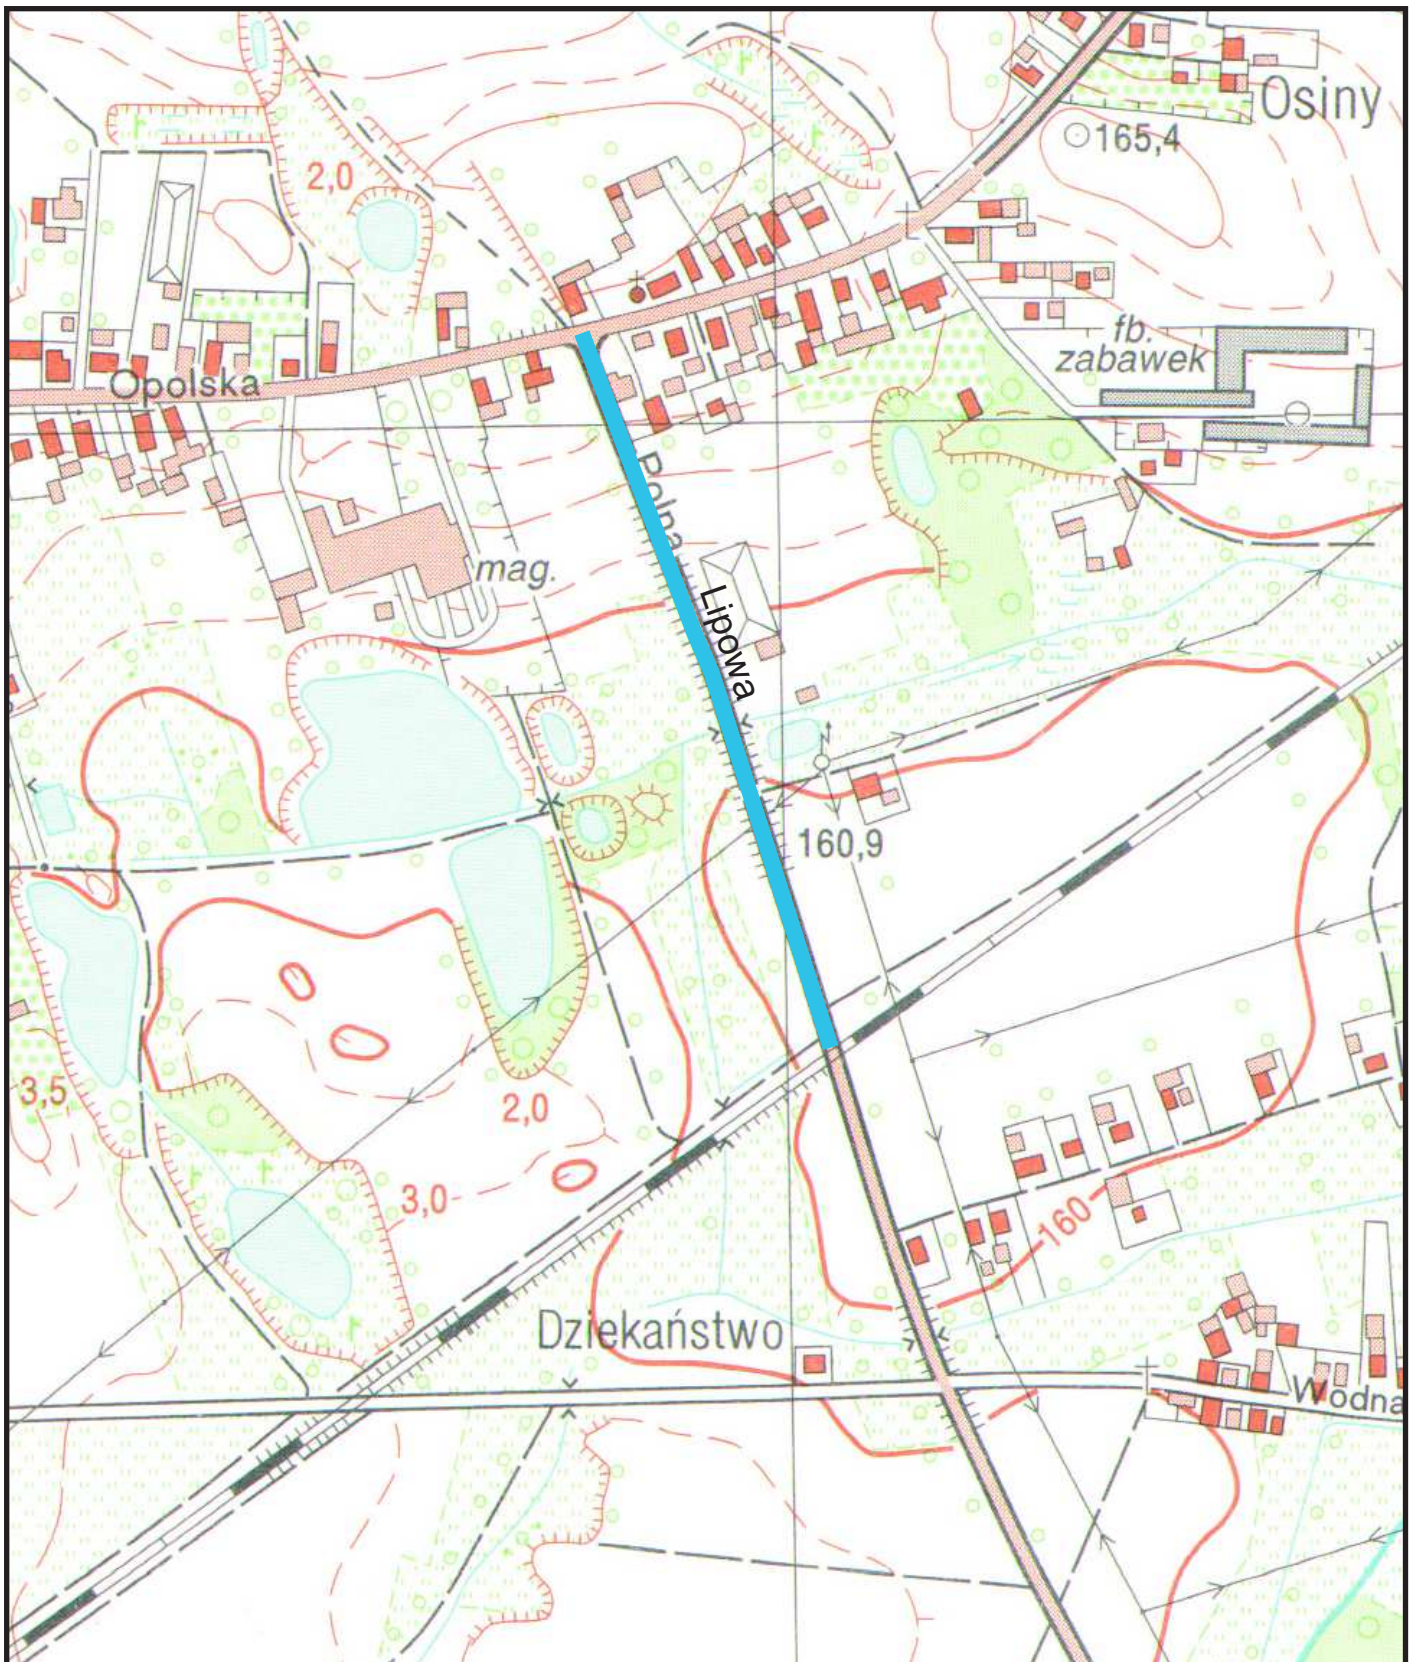 Osiny
165,4
2,0
fb.
zabawek
Opolska
Polna
mag.
Lipowa
160,9
3,5
2,0
3,0
160
Dziekaństwo
Wodna